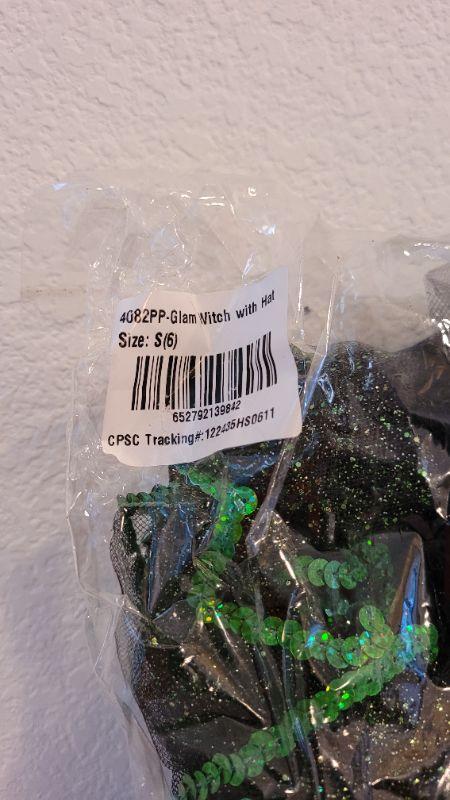 4082PP-Glam Witch with Hat
Size: S(6)
652792139842
CPSC Tracking#:122435HS0611